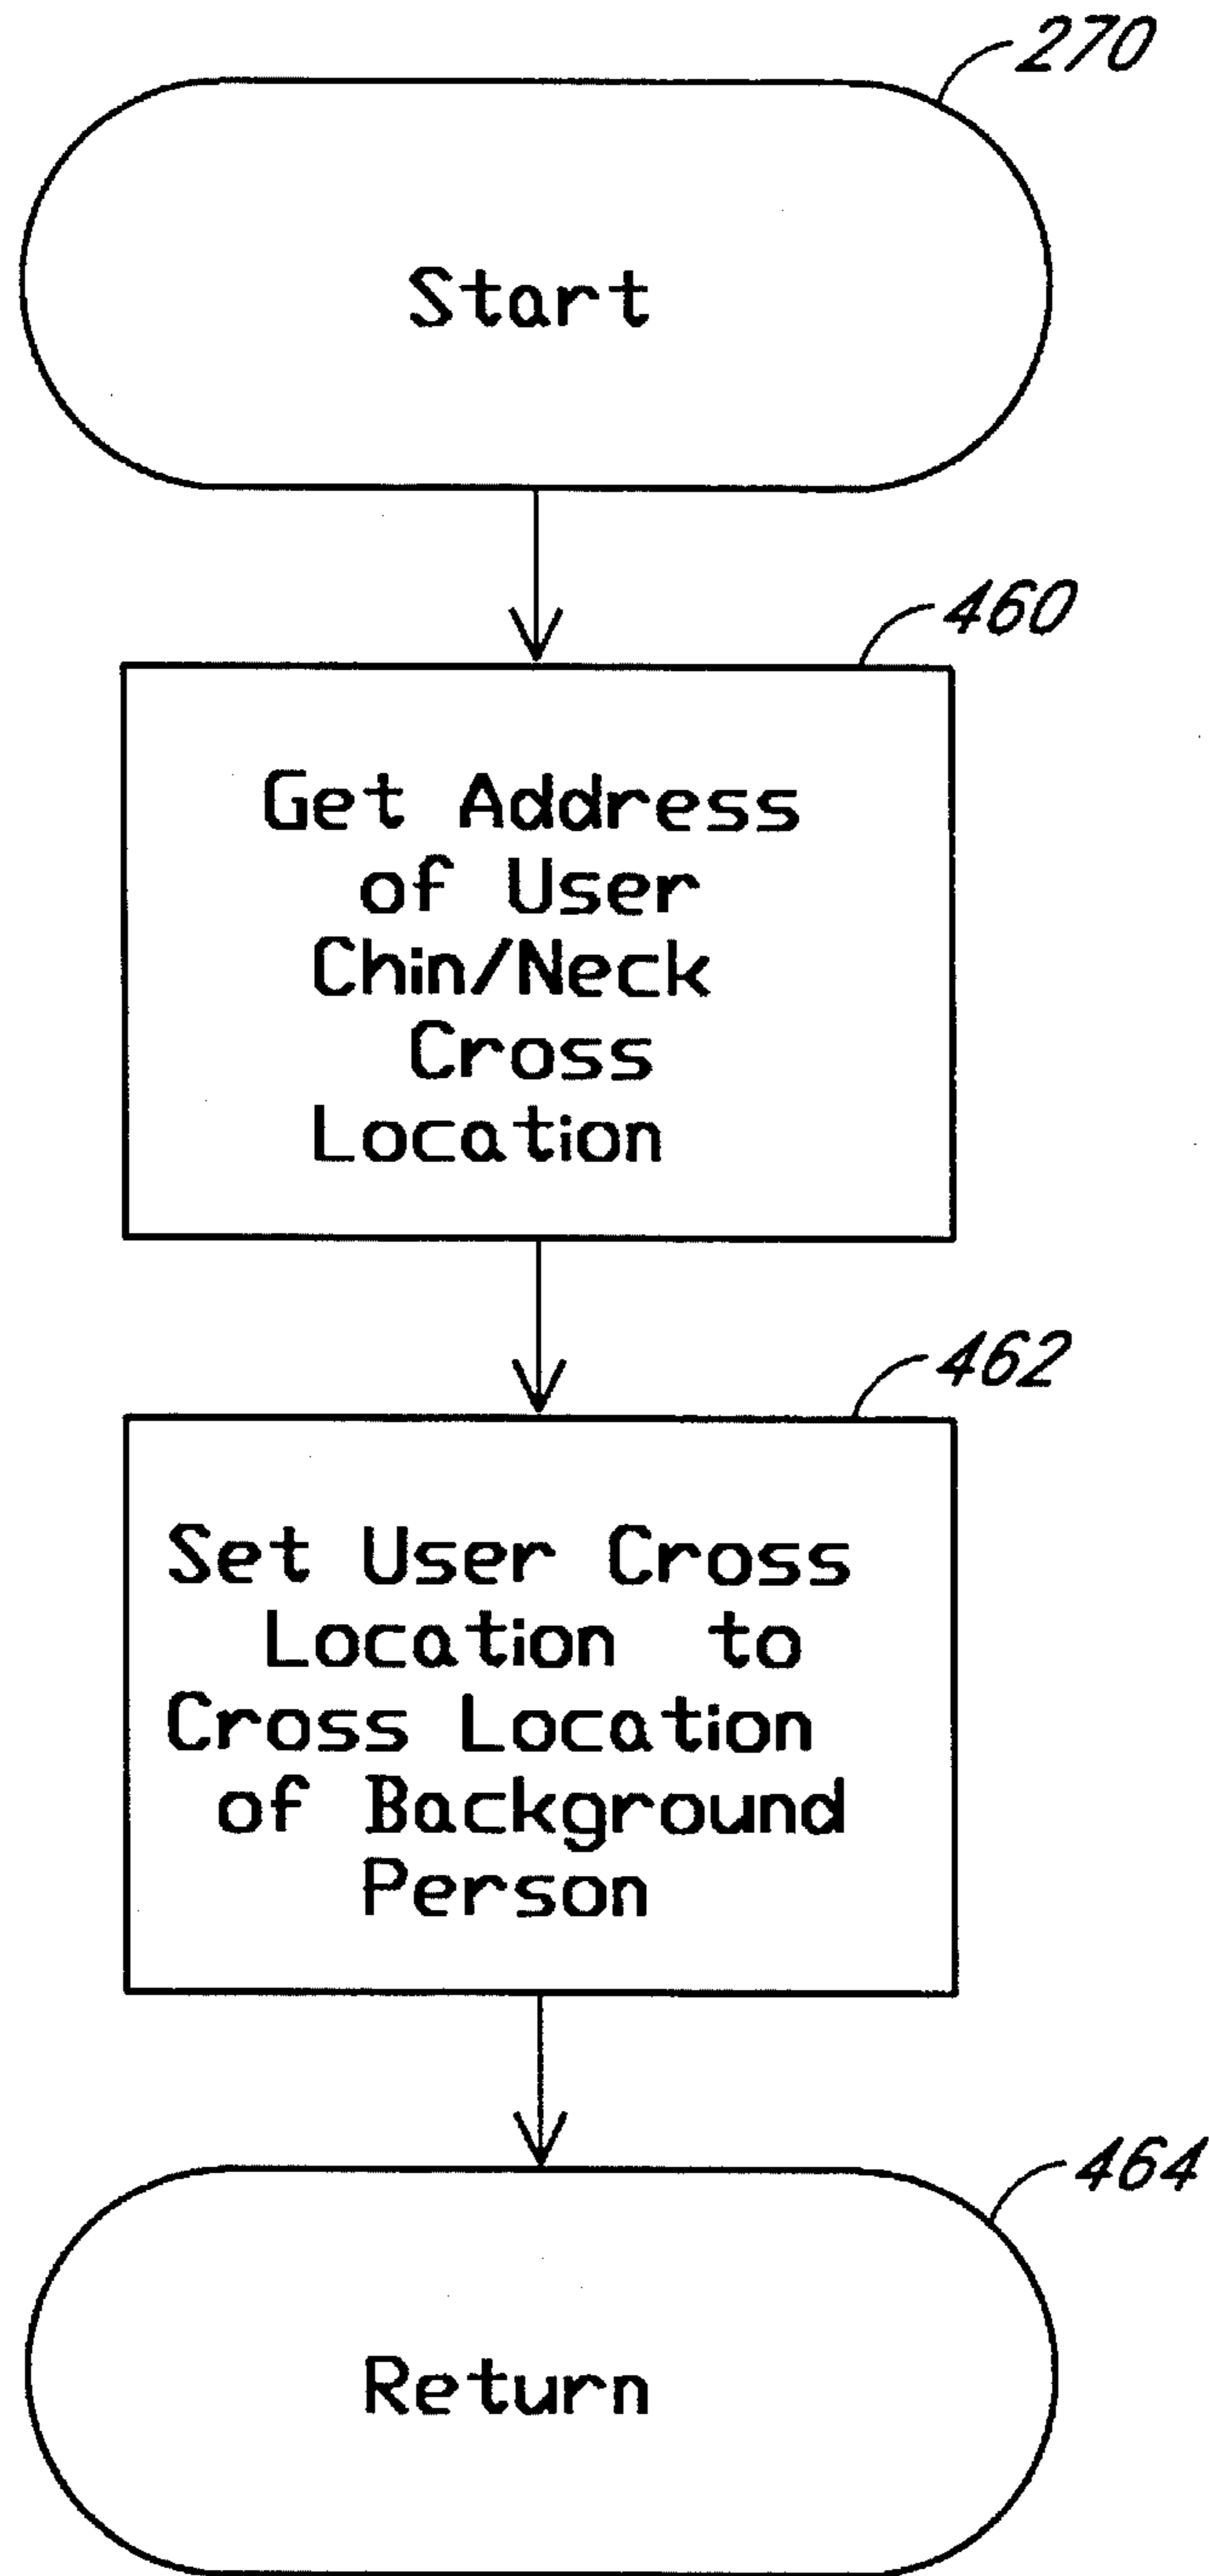 270
Start
460
Get Address
of User
Chin/Neck
Cross
Location
462
Set User Cross
Location to
Cross Location
of Background
Person
464
Return